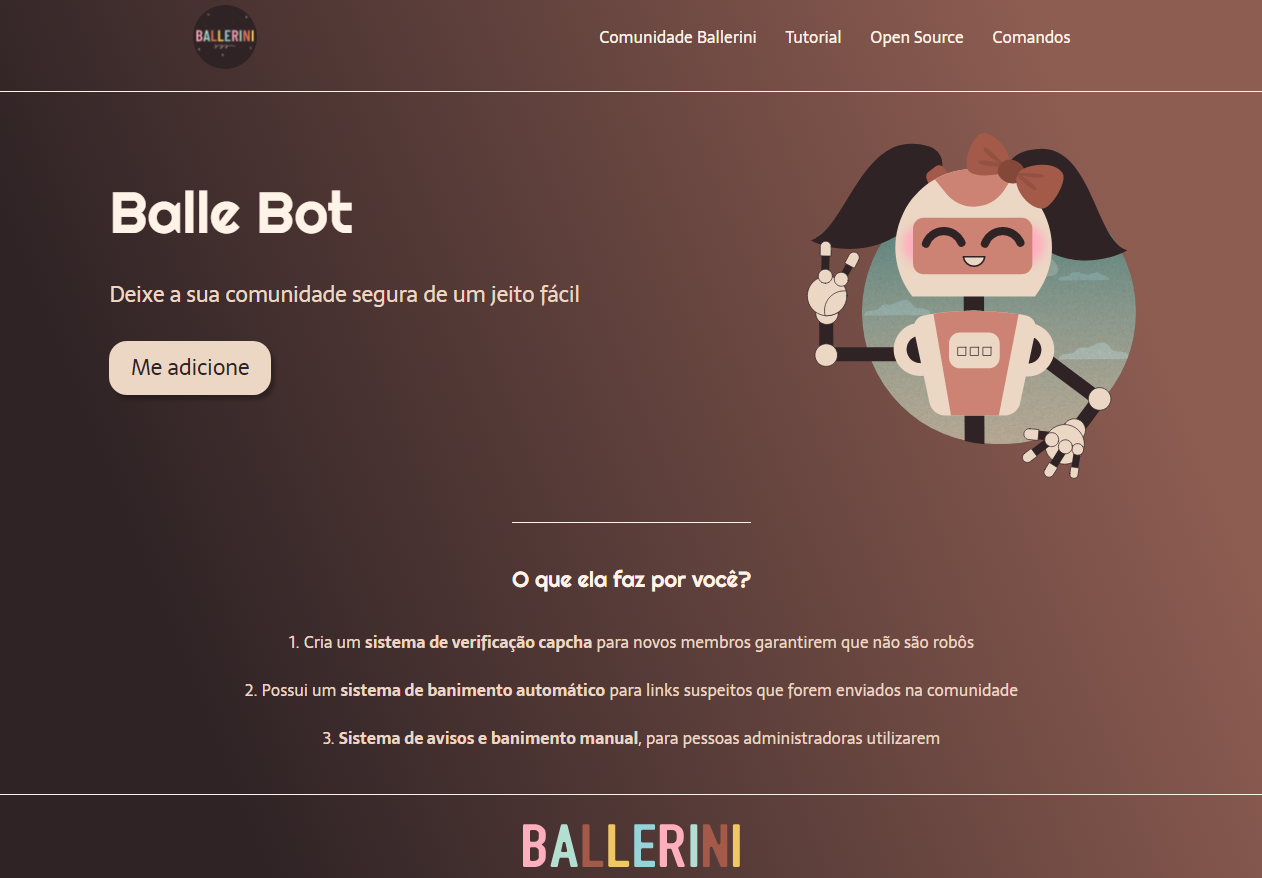 BALLERINI
Comunidade Ballerini Tutorial Open Source Comandos
Balle Bot
Deixe a sua comunidade segura de um jeito fácil
Me adicione
O que ela faz por você?
1. Cria um sistema de verificação capcha para novos membros garantirem que não são robôs
2. Possui um sistema de banimento automático para links suspeitos que forem enviados na comunidade
3. Sistema de avisos e banimento manual, para pessoas administradoras utilizarem
BALLERINI